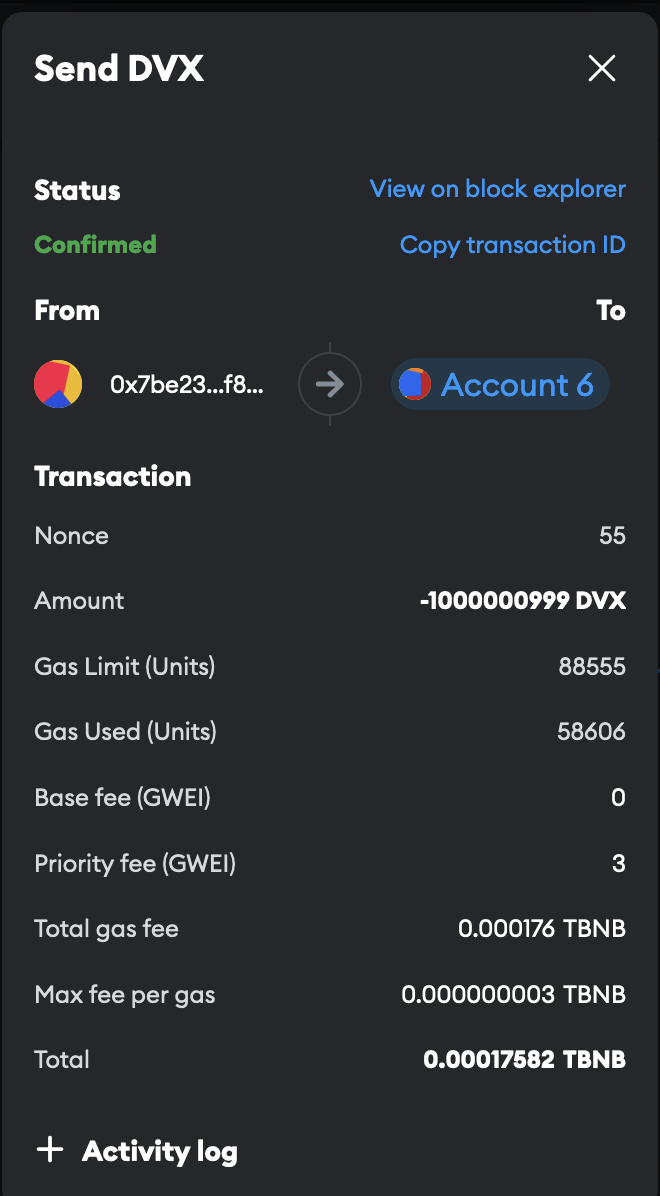 Send DVX
Status View on block explorer
Confirmed Copy transaction ID
From To
0x7be23...f8... Account 6
Transaction
Nonce 55
Amount -1000000999 DVX
Gas Limit (Units) 88555
Gas Used (Units) 58606
Base fee (GWEI) 0
Priority fee (GWEI) 3
Total gas fee 0.000176 TBNB
Max fee per gas 0.000000003 TBNB
Total 0.00017582 TBNB
+ Activity log